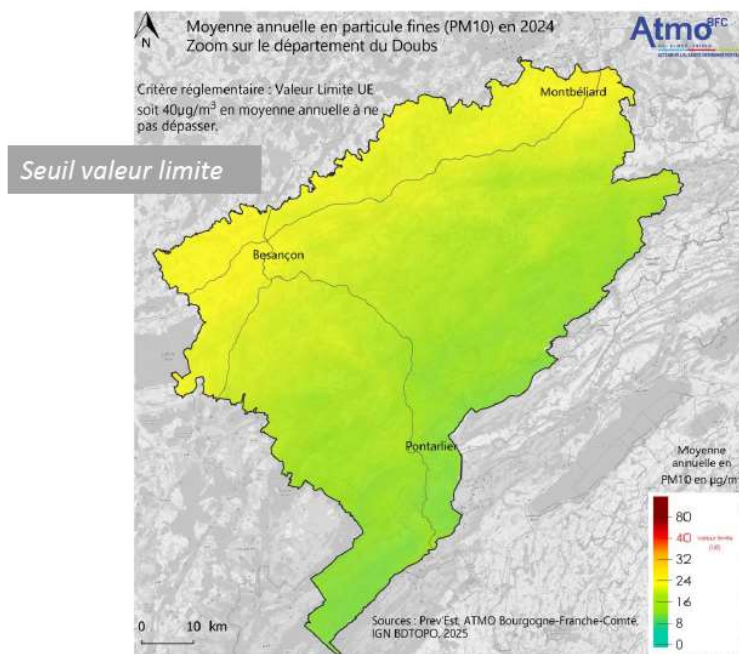 N
Moyenne annuelle en particule fines (PM10) en 2024
Zoom sur le département du Doubs
Atmo BFC
Critère réglementaire : Valeur Limite UE
soit 40µg/m³ en moyenne annuelle à ne
pas dépasser.
Seuil valeur limite
Montbéliard
Besançon
Pontarlier
Moyenne
annuelle en
PM10 en µg/m
80
40 valeur limite
(UE)
32
24
16
8
0
0 10 km
Sources : Prev'Est, ATMO Bourgogne-Franche-Comté,
IGN BDTOPO, 2025